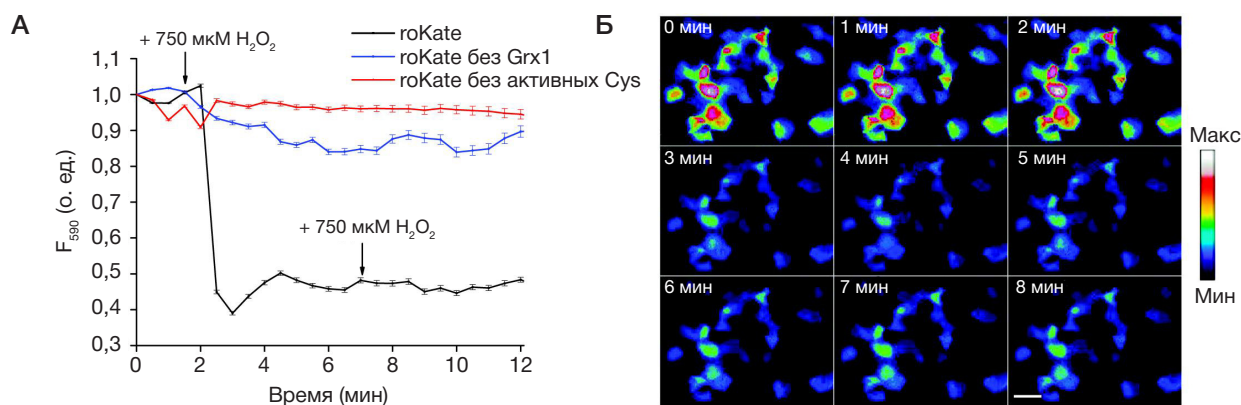 А
+ 750 мкМ H₂O₂
roKate
roKate без Grx1
roKate без активных Cys
1,1
1,0
0,9
0,8
0,7
0,6
0,5
0,4
0,3
F₅₉₀ (о. ед.)
+ 750 мкМ H₂O₂
0
2
4
6
8
10
12
Время (мин)
Б
0 мин
1 мин
2 мин
3 мин
4 мин
5 мин
6 мин
7 мин
8 мин
Макс
Мин